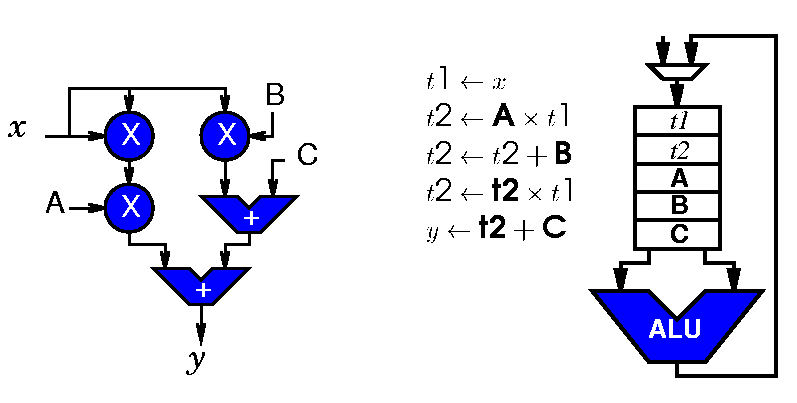 B
x
X
X
C
A
X
+
+
y
t1 ← x
t2 ← A × t1
t2 ← t2 + B
t2 ← t2 × t1
y ← t2 + C
t1
t2
A
B
C
ALU